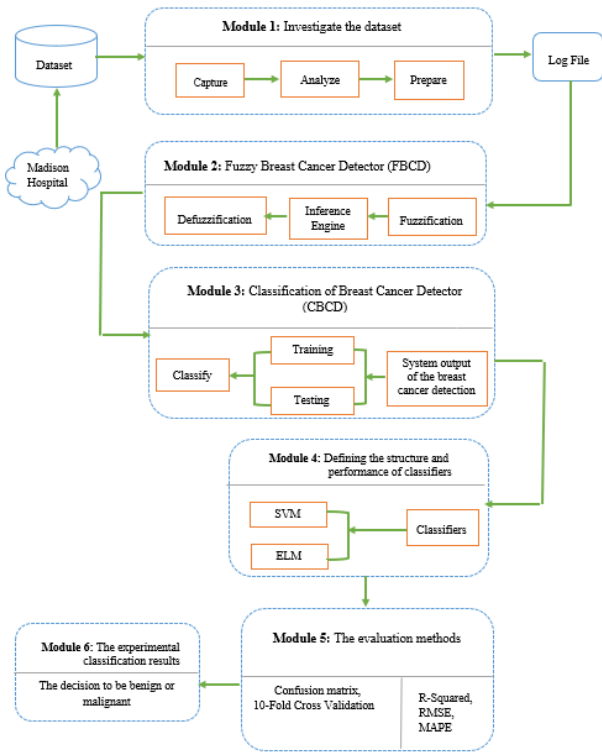 Module 1: Investigate the dataset
Dataset
Capture
Analyze
Prepare
Log File
Madison
Hospital
Module 2: Fuzzy Breast Cancer Detector (FBCD)
Defuzzification
Inference
Engine
Fuzzification
Module 3: Classification of Breast Cancer Detector
(CBCD)
Classify
Training
Testing
System output
of the breast
cancer detection
Module 4: Defining the structure and
performance of classifiers
SVM
ELM
Classifiers
Module 5: The evaluation methods
Confusion matrix,
10-Fold Cross Validation
R-Squared,
RMSE,
MAPE
Module 6: The experimental
classification results
The decision to be benign or
malignant